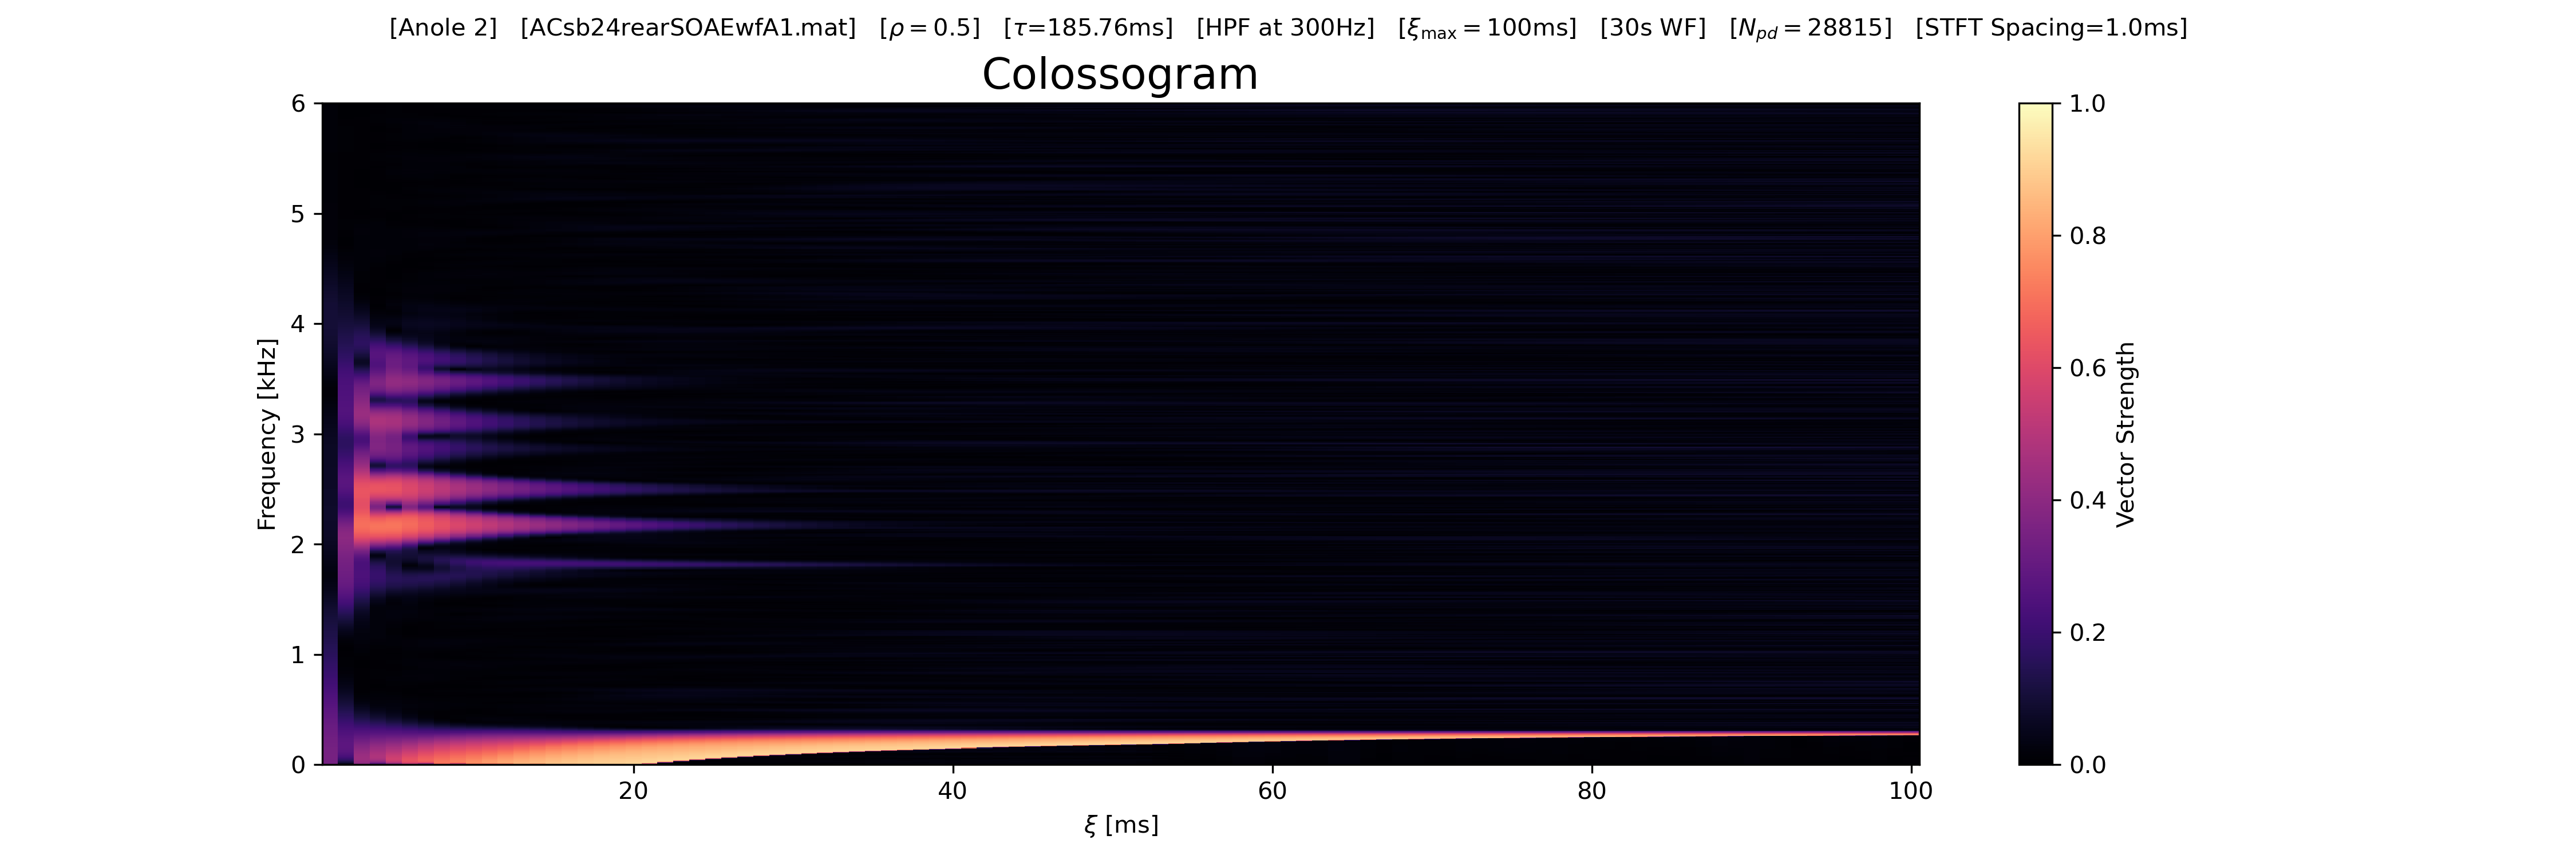 [Anole 2] [ACsb24rearSOAEwfA1.mat] [ρ = 0.5] [τ=185.76ms] [HPF at 300Hz] [ξmax = 100ms] [30s WF] [Npd = 28815] [STFT Spacing=1.0ms]
Colossogram
Frequency [kHz]
6
5
4
3
2
1
0
20 40 60 80 100
ξ [ms]
1.0
0.8
0.6
0.4
0.2
0.0
Vector Strength